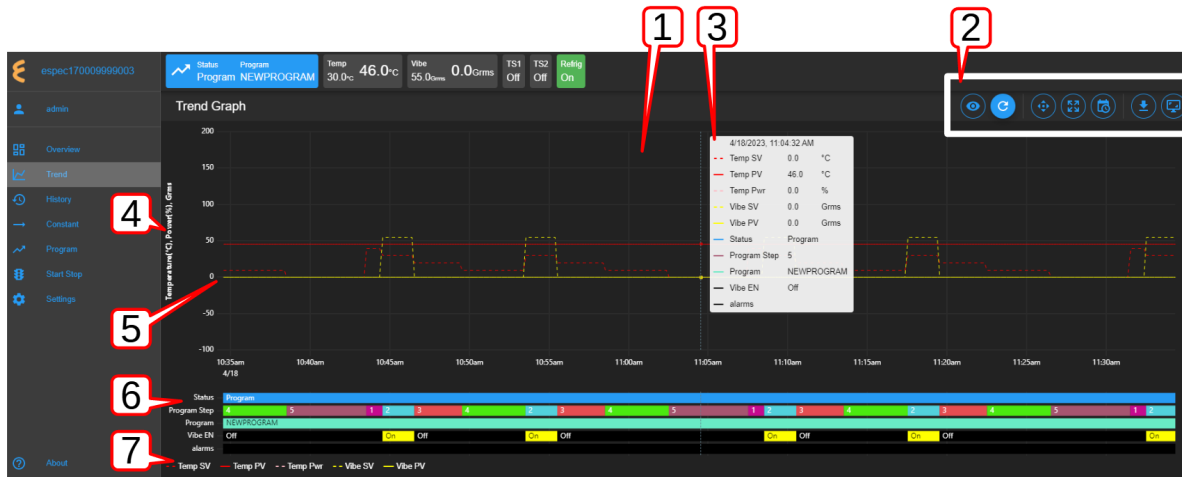 1 3 2
espec170009999003
Status Program
Program NEWPROGRAM
Temp
30.0°C 46.0°C
Vibe
55.0Grms 0.0Grms
TS1 TS2 Refrig
Off Off On
admin
Trend Graph
Overview
Trend
History
Constant
Program
Start Stop
Settings
About
4
5
6
7
Temperature(°C), Power(%), Grms
200
150
100
50
0
-50
-100
4/18/2023, 11:04:32 AM
Temp SV 0.0 °C
Temp PV 46.0 °C
Temp Pwr 0.0 %
Vibe SV 0.0 Grms
Vibe PV 0.0 Grms
Status Program
Program Step 5
Program NEWPROGRAM
Vibe EN Off
alarms
10:35am 10:40am 10:45am 10:50am 10:55am 11:00am 11:05am 11:10am 11:15am 11:20am 11:25am 11:30am
4/18
Status Program
Program Step 4 5 1 2 3 4 2 3 4 5 1 2 3 4 2 3 4 5 1 2
Program NEWPROGRAM
Vibe EN Off On Off On Off On Off On Off On
alarms
Temp SV Temp PV Temp Pwr Vibe SV Vibe PV